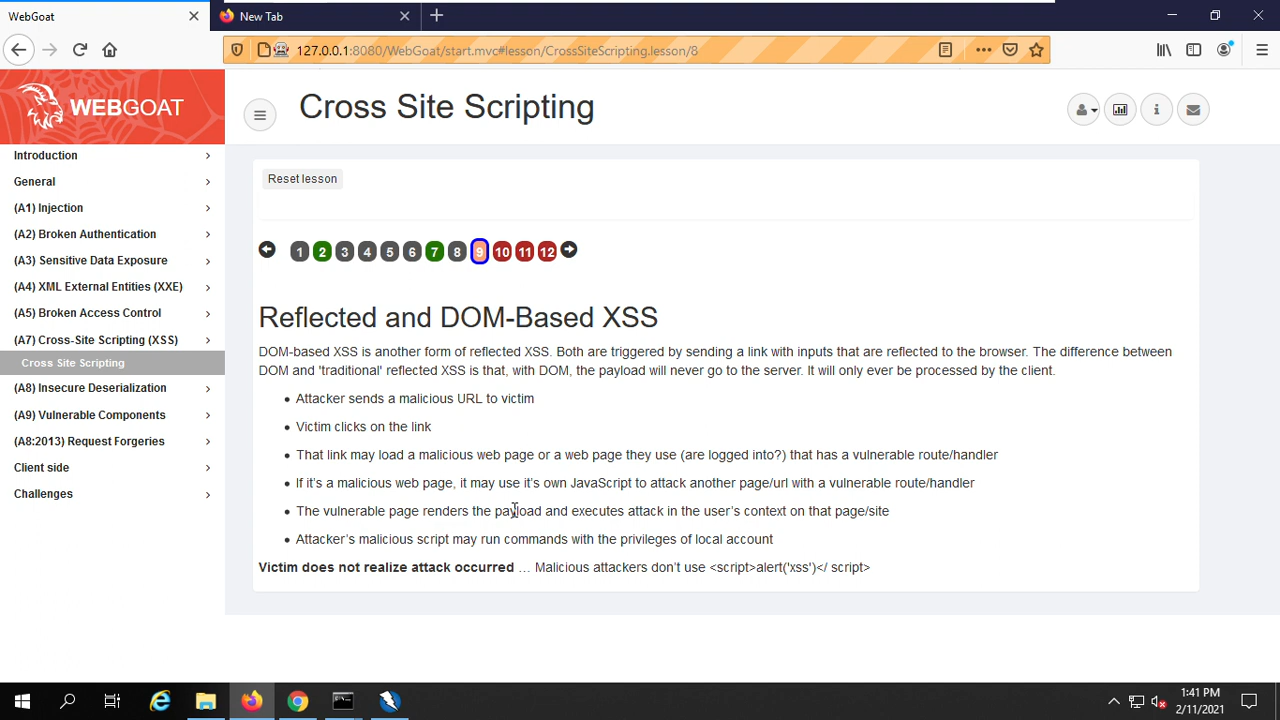 WebGoat
New Tab
127.0.0.1:8080/WebGoat/start.mvc#lesson/CrossSiteScripting.lesson/8
WEBGOAT
Cross Site Scripting
Introduction
General
(A1) Injection
(A2) Broken Authentication
(A3) Sensitive Data Exposure
(A4) XML External Entities (XXE)
(A5) Broken Access Control
(A7) Cross-Site Scripting (XSS)
Cross Site Scripting
(A8) Insecure Deserialization
(A9) Vulnerable Components
(A8:2013) Request Forgeries
Client side
Challenges
Reset lesson
1 2 3 4 5 6 7 8 9 10 11 12
Reflected and DOM-Based XSS
DOM-based XSS is another form of reflected XSS. Both are triggered by sending a link with inputs that are reflected to the browser. The difference between
DOM and 'traditional' reflected XSS is that, with DOM, the payload will never go to the server. It will only ever be processed by the client.
• Attacker sends a malicious URL to victim
• Victim clicks on the link
• That link may load a malicious web page or a web page they use (are logged into?) that has a vulnerable route/handler
• If it’s a malicious web page, it may use it’s own JavaScript to attack another page/url with a vulnerable route/handler
• The vulnerable page renders the payload and executes attack in the user’s context on that page/site
• Attacker’s malicious script may run commands with the privileges of local account
Victim does not realize attack occurred … Malicious attackers don’t use <script>alert('xss')</ script>
1:41 PM
2/11/2021